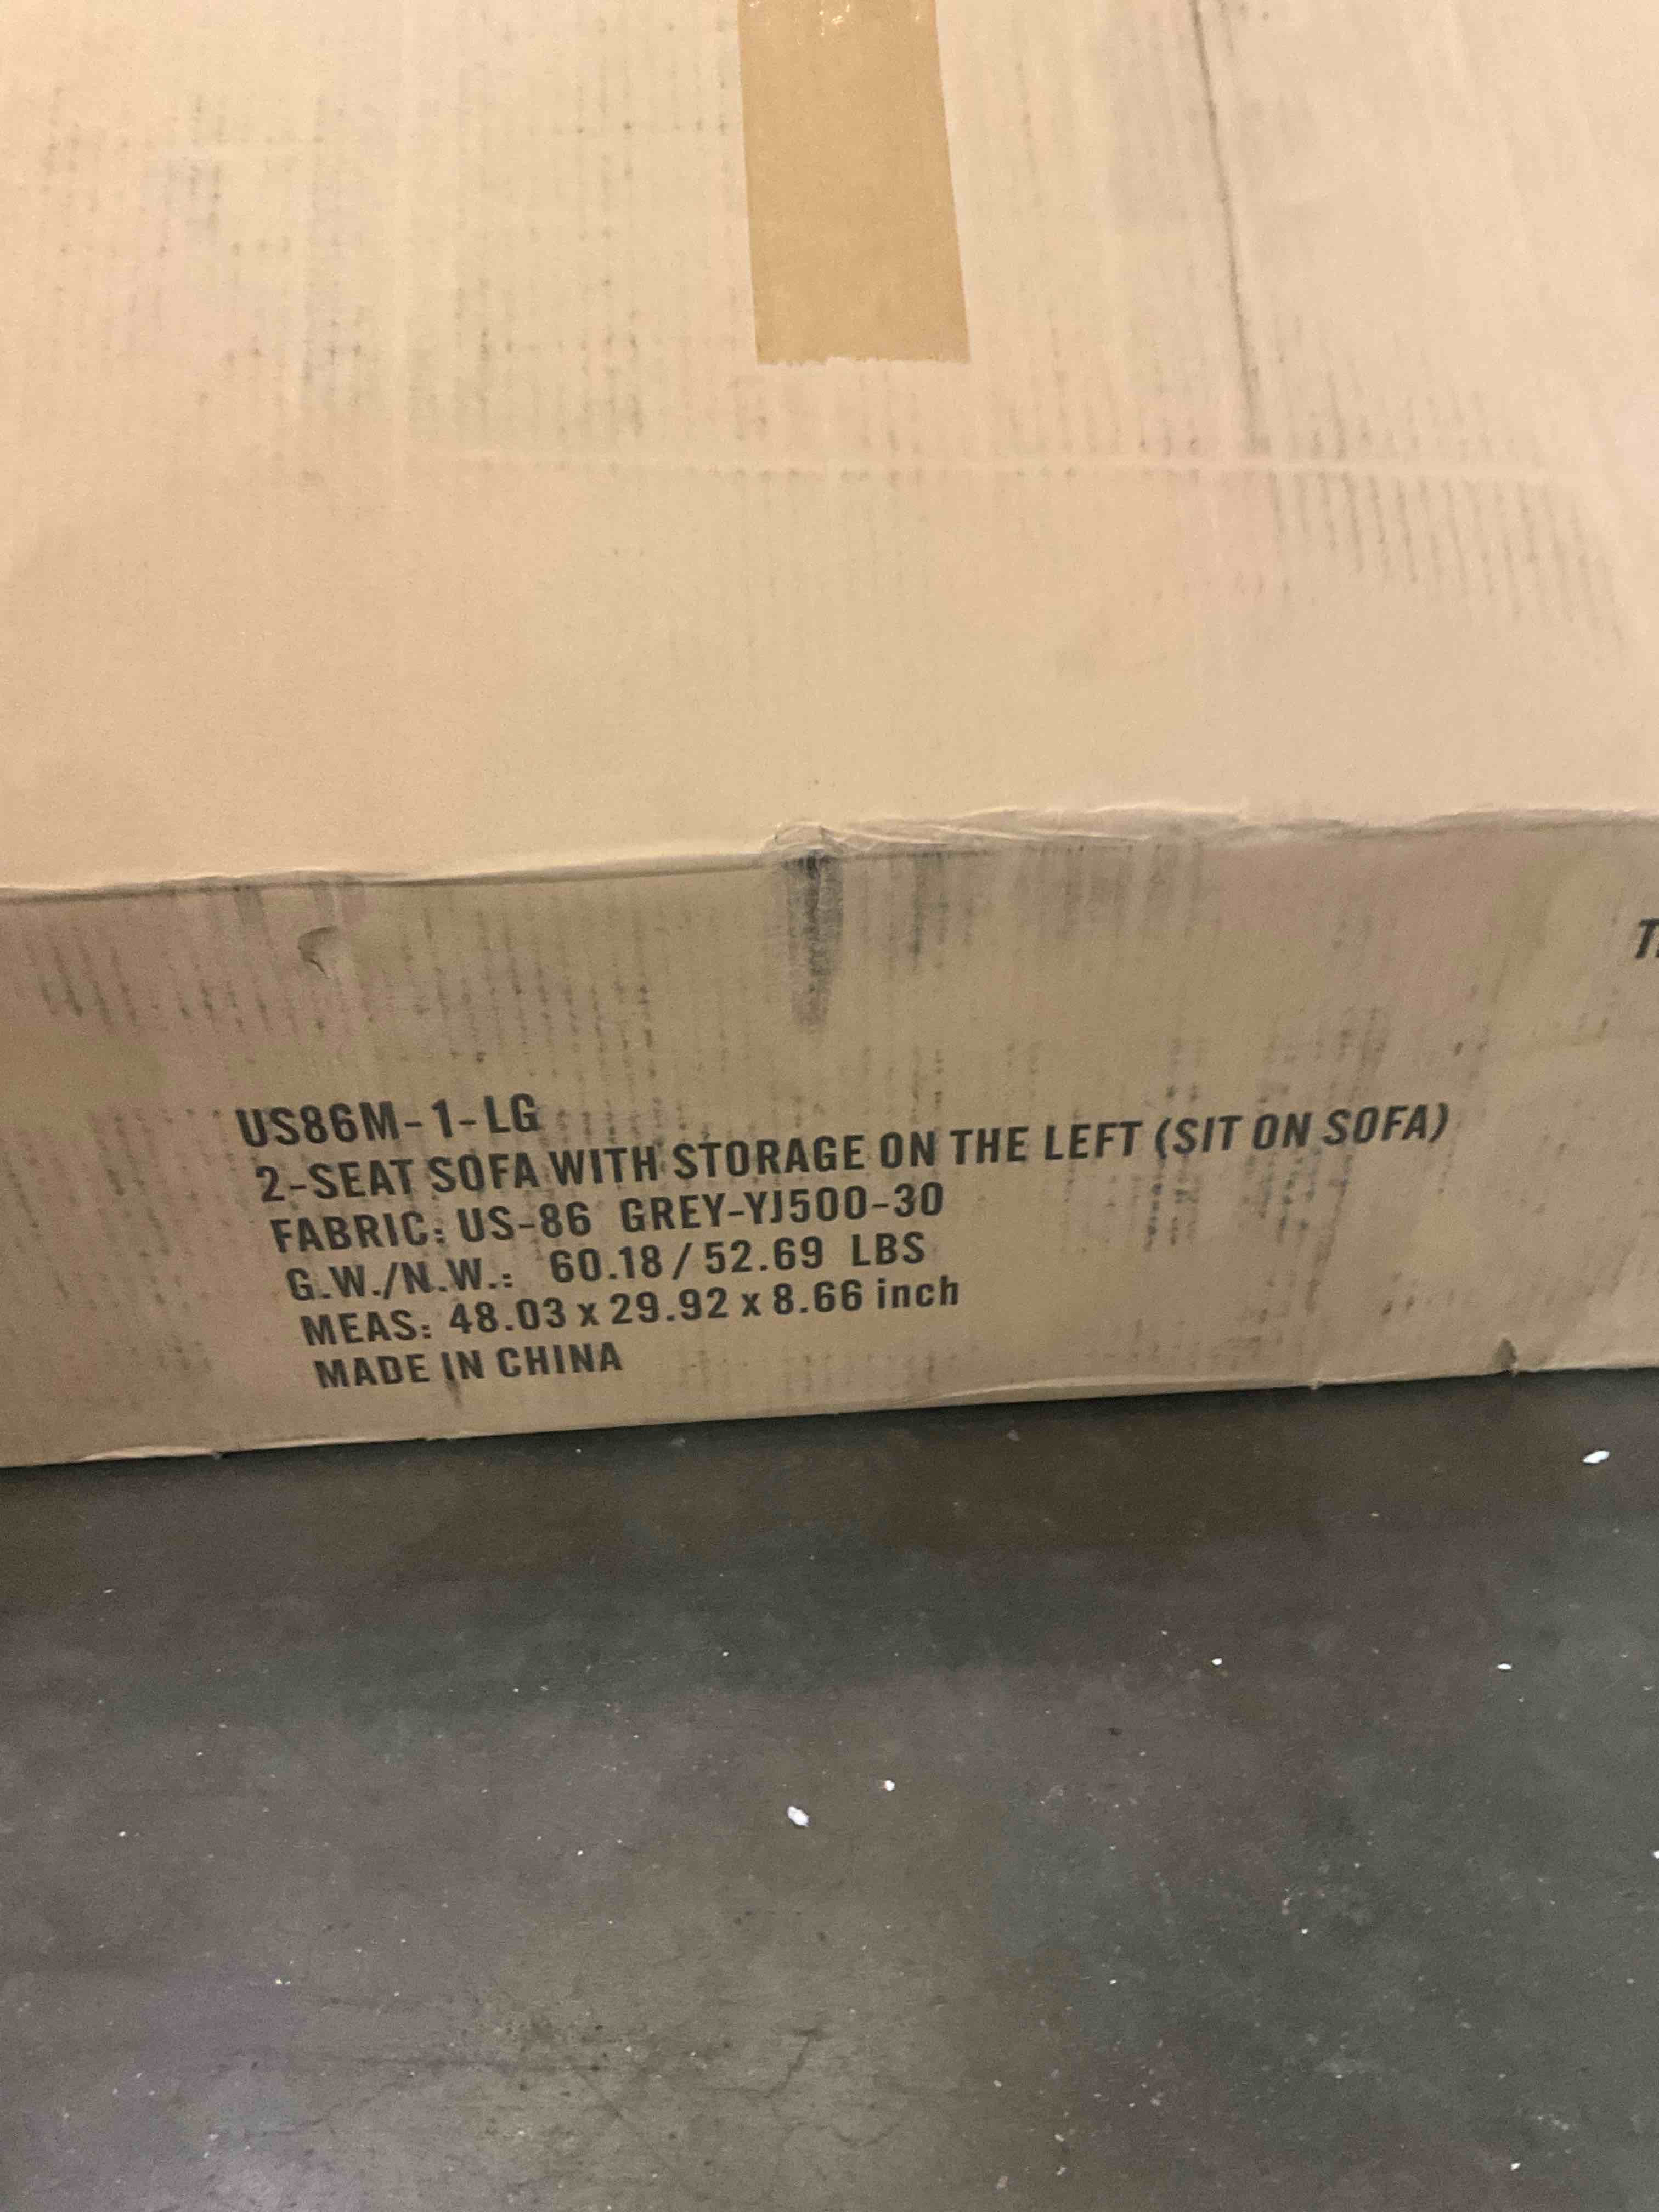 US86M-1-LG
2-SEAT SOFA WITH STORAGE ON THE LEFT (SIT ON SOFA)
FABRIC: US-86 GREY-YJ500-30
G.W./N.W.: 60.18 / 52.69 LBS
MEAS: 48.03 x 29.92 x 8.66 inch
MADE IN CHINA